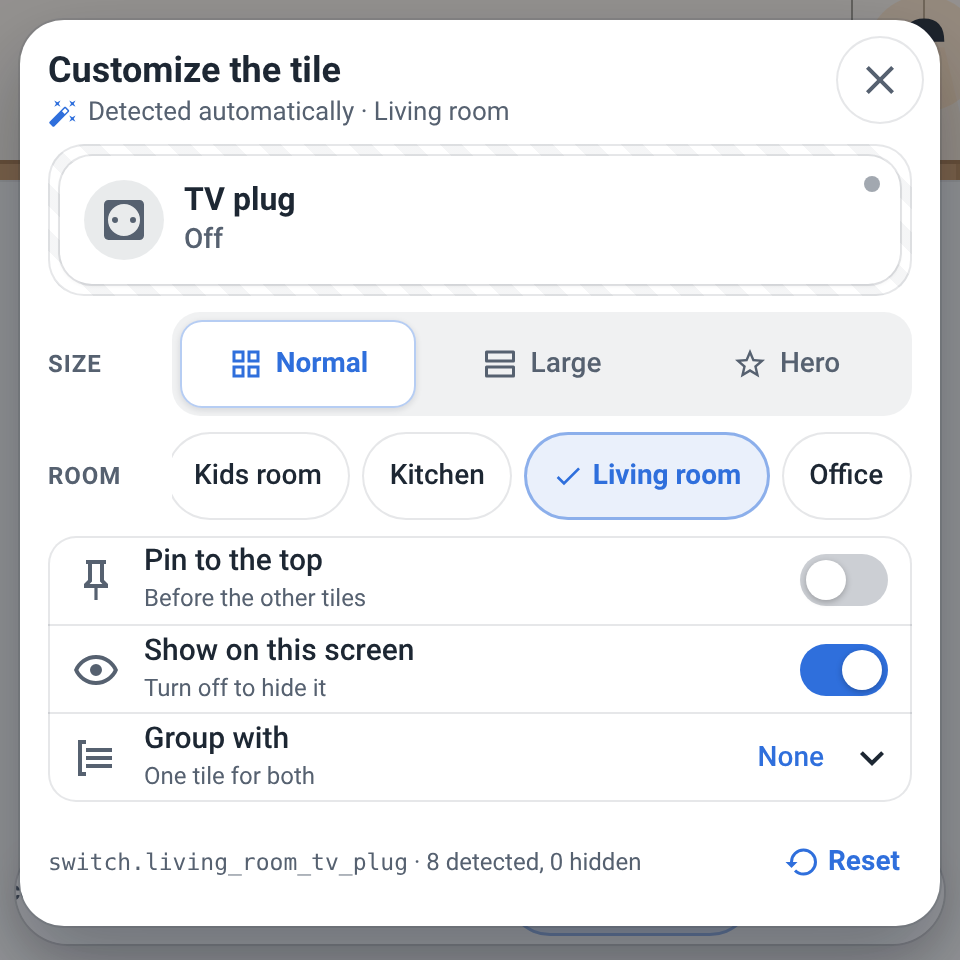 Customize the tile
Detected automatically · Living room
TV plug
Off
SIZE
Normal
Large
Hero
ROOM
Kids room
Kitchen
Living room
Office
Pin to the top
Before the other tiles
Show on this screen
Turn off to hide it
Group with
One tile for both
None
switch.living_room_tv_plug · 8 detected, 0 hidden
Reset